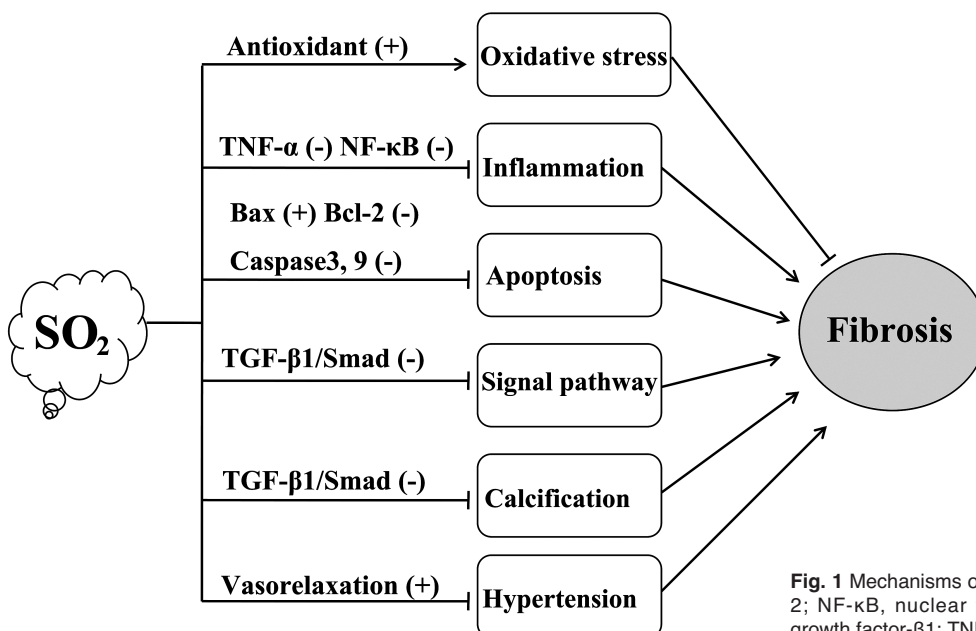 Antioxidant (+)
Oxidative stress
TNF-α (-) NF-κB (-)
Inflammation
Bax (+) Bcl-2 (-)
Caspase3, 9 (-)
Apoptosis
SO2
Fibrosis
TGF-β1/Smad (-)
Signal pathway
TGF-β1/Smad (-)
Calcification
Vasorelaxation (+)
Hypertension
Fig. 1 Mechanisms
2; NF-κB, nuclear
growth factor-β1; TNF